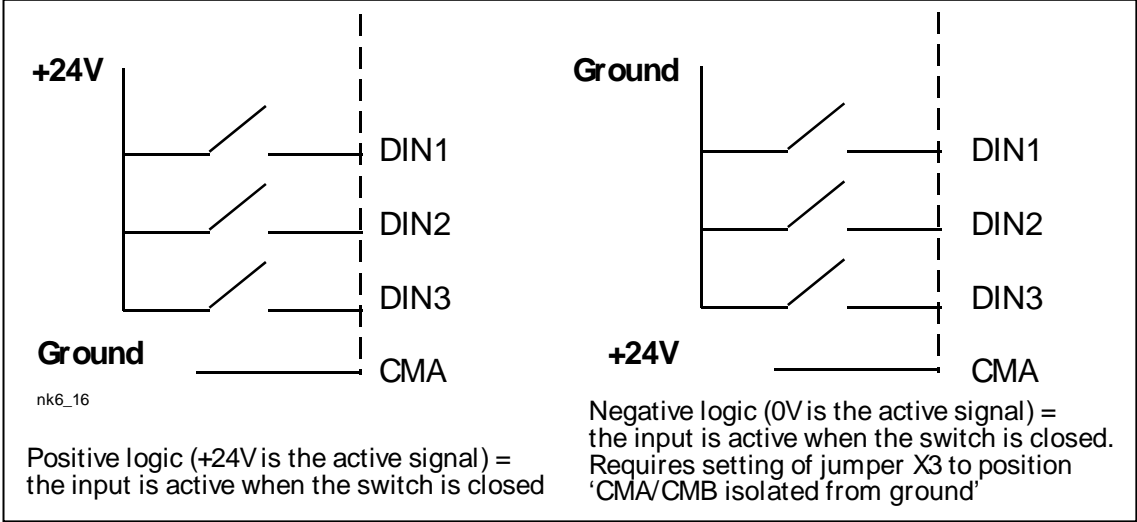 +24V
DIN1
DIN2
DIN3
Ground
CMA
nk6_16
Positive logic (+24V is the active signal) =
the input is active when the switch is closed
Ground
DIN1
DIN2
DIN3
+24V
CMA
Negative logic (0V is the active signal) =
the input is active when the switch is closed.
Requires setting of jumper X3 to position
‘CMA/CMB isolated from ground’